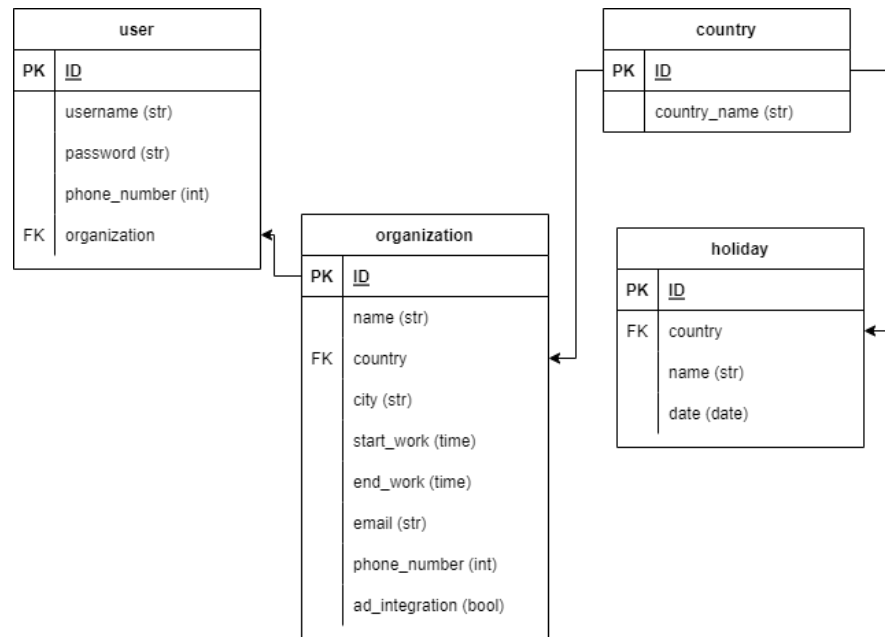 user
PK ID
username (str)
password (str)
phone_number (int)
FK organization
country
PK ID
country_name (str)
organization
PK ID
name (str)
FK country
city (str)
start_work (time)
end_work (time)
email (str)
phone_number (int)
ad_integration (bool)
holiday
PK ID
FK country
name (str)
date (date)